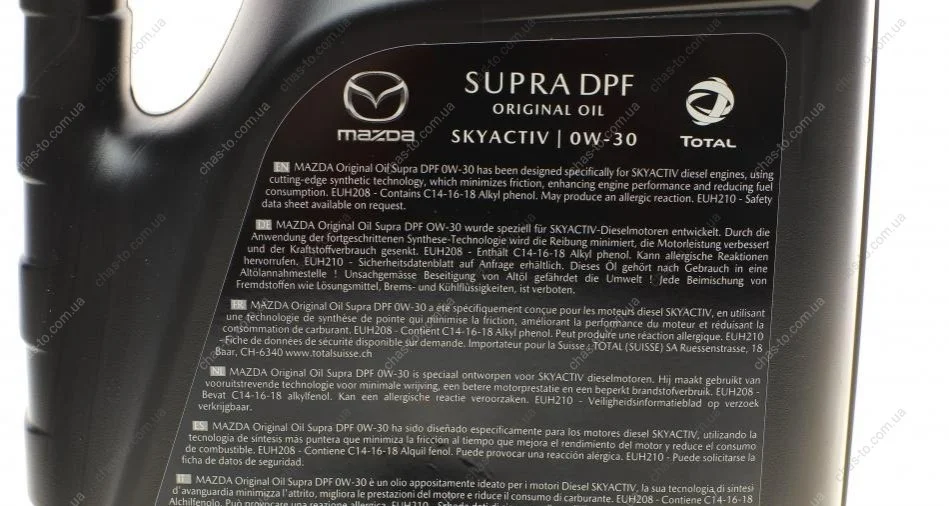 SUPRA DPF
ORIGINAL OIL
SKYACTIV | 0W-30
mazda
TOTAL
EN MAZDA Original Oil Supra DPF 0W-30 has been designed specifically for SKYACTIV diesel engines, using
cutting-edge synthetic technology, which minimizes friction, enhancing engine performance and reducing fuel
consumption. EUH208 - Contains C14-16-18 Alkyl phenol. May produce an allergic reaction. EUH210 - Safety
data sheet available on request.
DE MAZDA Original Oil Supra DPF 0W-30 wurde speziell für SKYACTIV-Dieselmotoren entwickelt. Durch die
Anwendung der fortgeschrittenen Synthese-Technologie wird die Reibung minimiert, die Motorleistung verbessert
und der Kraftstoffverbrauch gesenkt. EUH208 - Enthält C14-16-18 Alkyl phenol. Kann allergische Reaktionen
hervorrufen. EUH210 - Sicherheitsdatenblatt auf Anfrage erhältlich. Dieses Öl gehört nach Gebrauch in eine
Altölannahmestelle ! Unsachgemässe Beseitigung von Altöl gefährdet die Umwelt ! Jede Beimischung von
Fremdstoffen wie Lösungsmittel, Brems- und Kühlflüssigkeiten, ist verboten.
FR MAZDA Original Oil Supra DPF 0W-30 a été spécifiquement conçue pour les moteurs diesel SKYACTIV, en utilisant
une technologie de synthèse de pointe qui minimise la friction, améliorant la performance du moteur et réduisant la
consommation de carburant. EUH208 - Contient C14-16-18 Alkyl phenol. Peut produire une réaction allergique. EUH210
- Fiche de données de sécurité disponible sur demande. Importateur pour la Suisse : TOTAL (SUISSE) SA Ruessenstrasse, 18
Baar, CH-6340 www.totalsuisse.ch
NL MAZDA Original Oil Supra DPF 0W-30 is speciaal ontworpen voor SKYACTIV dieselmotoren. Hij maakt gebruikt van
vooruitstrevende technologie voor minimale wrijving, een betere motorprestatie en een beperkt brandstofverbruik. EUH208 -
Bevat C14-16-18 alkylfenol. Kan een allergische reactie veroorzaken. EUH210 - Veiligheidsinformatieblad op verzoek
verkrijgbaar.
ES MAZDA Original Oil Supra DPF 0W-30 ha sido diseñado específicamente para los motores diesel SKYACTIV, utilizando la
tecnología de síntesis más puntera que minimiza la fricción al tiempo que mejora el rendimiento del motor y reduce el consumo
de combustible. EUH208 - Contiene C14-16-18 Alquil fenol. Puede provocar una reacción alérgica. EUH210 - Puede solicitarse la
ficha de datos de seguridad.
IT MAZDA Original Oil Supra DPF 0W-30 è un olio appositamente ideato per i motori Diesel SKYACTIV, la sua tecnologia di sintesi
d'avanguardia minimizza l'attrito, migliora le prestazioni del motore e riduce il consumo di carburante. EUH208 - Contiene C14-16-18
Alchilfenolo. Può provocare una reazione allergica. EUH210 - Scheda dati di
chas-to.com.ua